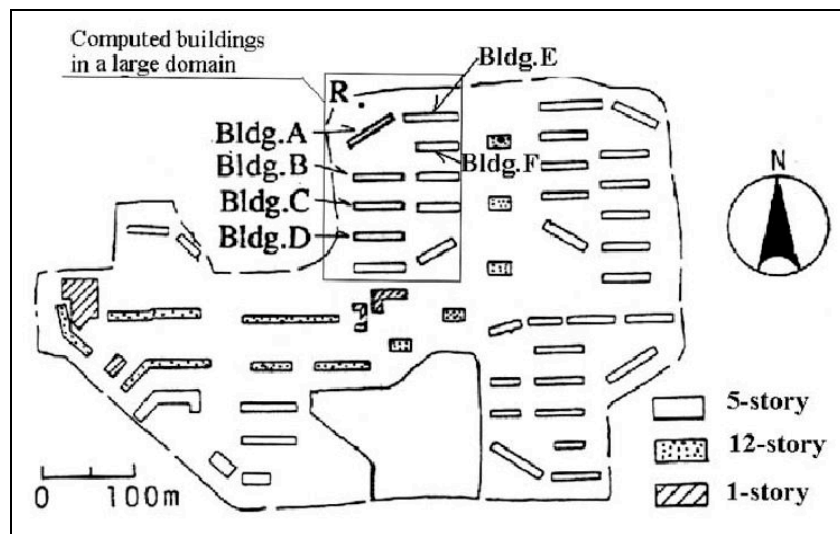 Computed buildings
in a large domain
Bldg.E
R.
Bldg.A
Bldg.B
Bldg.F
Bldg.C
Bldg.D
N
5-story
12-story
1-story
0 100m